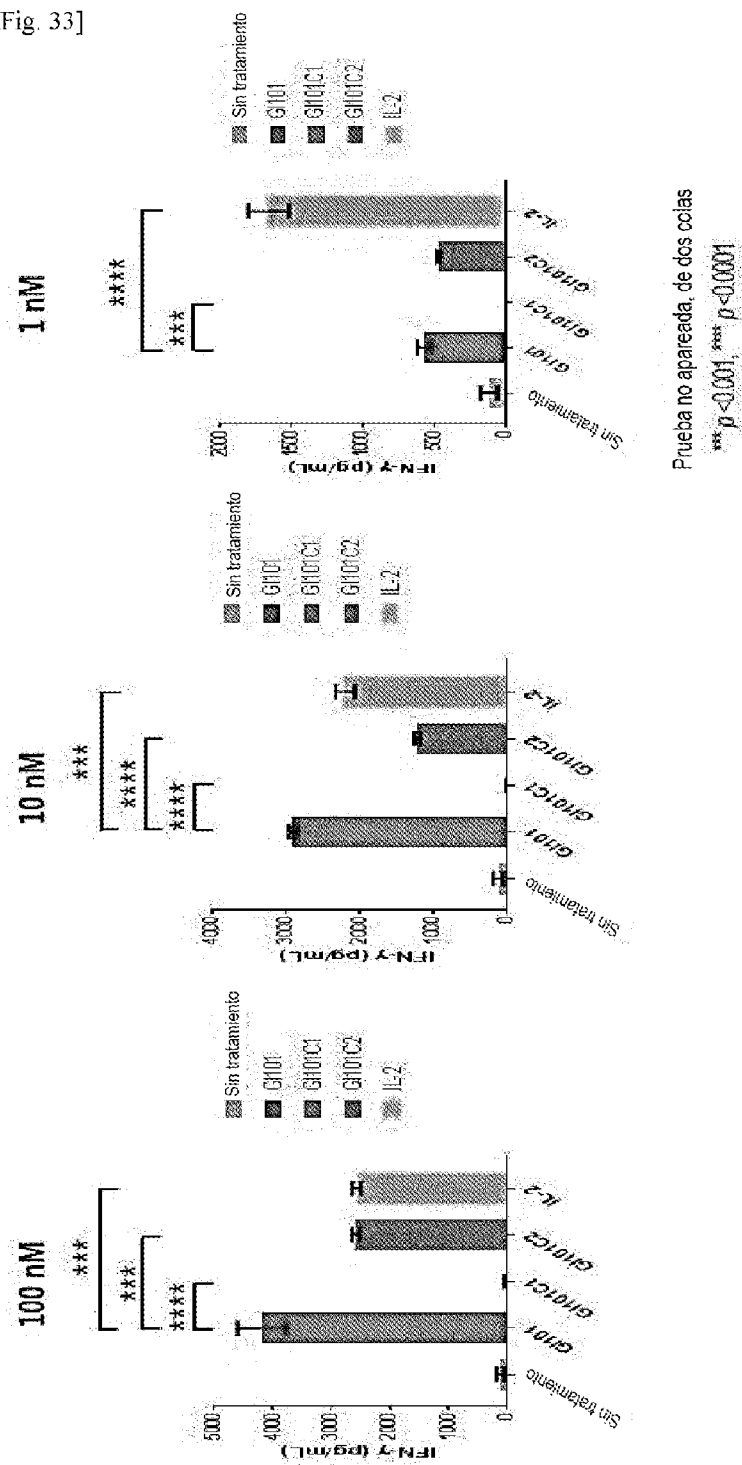 Fig. 33]
100 nM
***
***
****
5000
4000
3000
2000
1000
0
IFN-γ (pg/mL)
Sin tratamiento
GI101
GI101C1
GI101C2
IL-2
Sin tratamiento
GI101
GI101C1
GI101C2
IL-2
10 nM
***
****
****
4000
3000
2000
1000
0
IFN-γ (pg/mL)
Sin tratamiento
GI101
GI101C1
GI101C2
IL-2
Sin tratamiento
GI101
GI101C1
GI101C2
IL-2
1 nM
****
***
2000
1500
1000
500
0
IFN-γ (pg/mL)
Sin tratamiento
GI101
GI101C1
GI101C2
IL-2
Sin tratamiento
GI101
GI101C1
GI101C2
IL-2
Prueba no apareada, de dos colas
*** p<0.001, **** p<0.0001